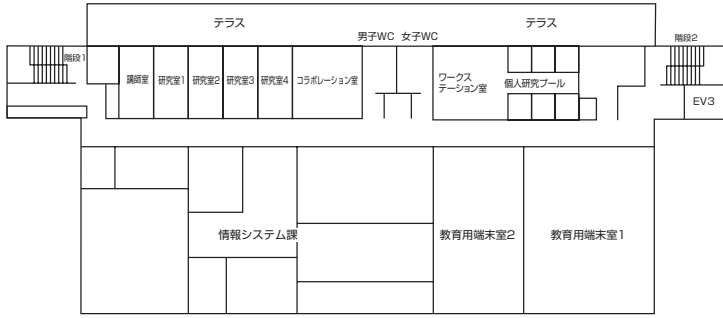 テラス
テラス
男子WC 女子WC
階段1
階段2
講師室
研究室1
研究室2
研究室3
研究室4
コラボレーション室
ワークス
テーション室
個人研究プール
EV3
情報システム課
教育用端末室2
教育用端末室1